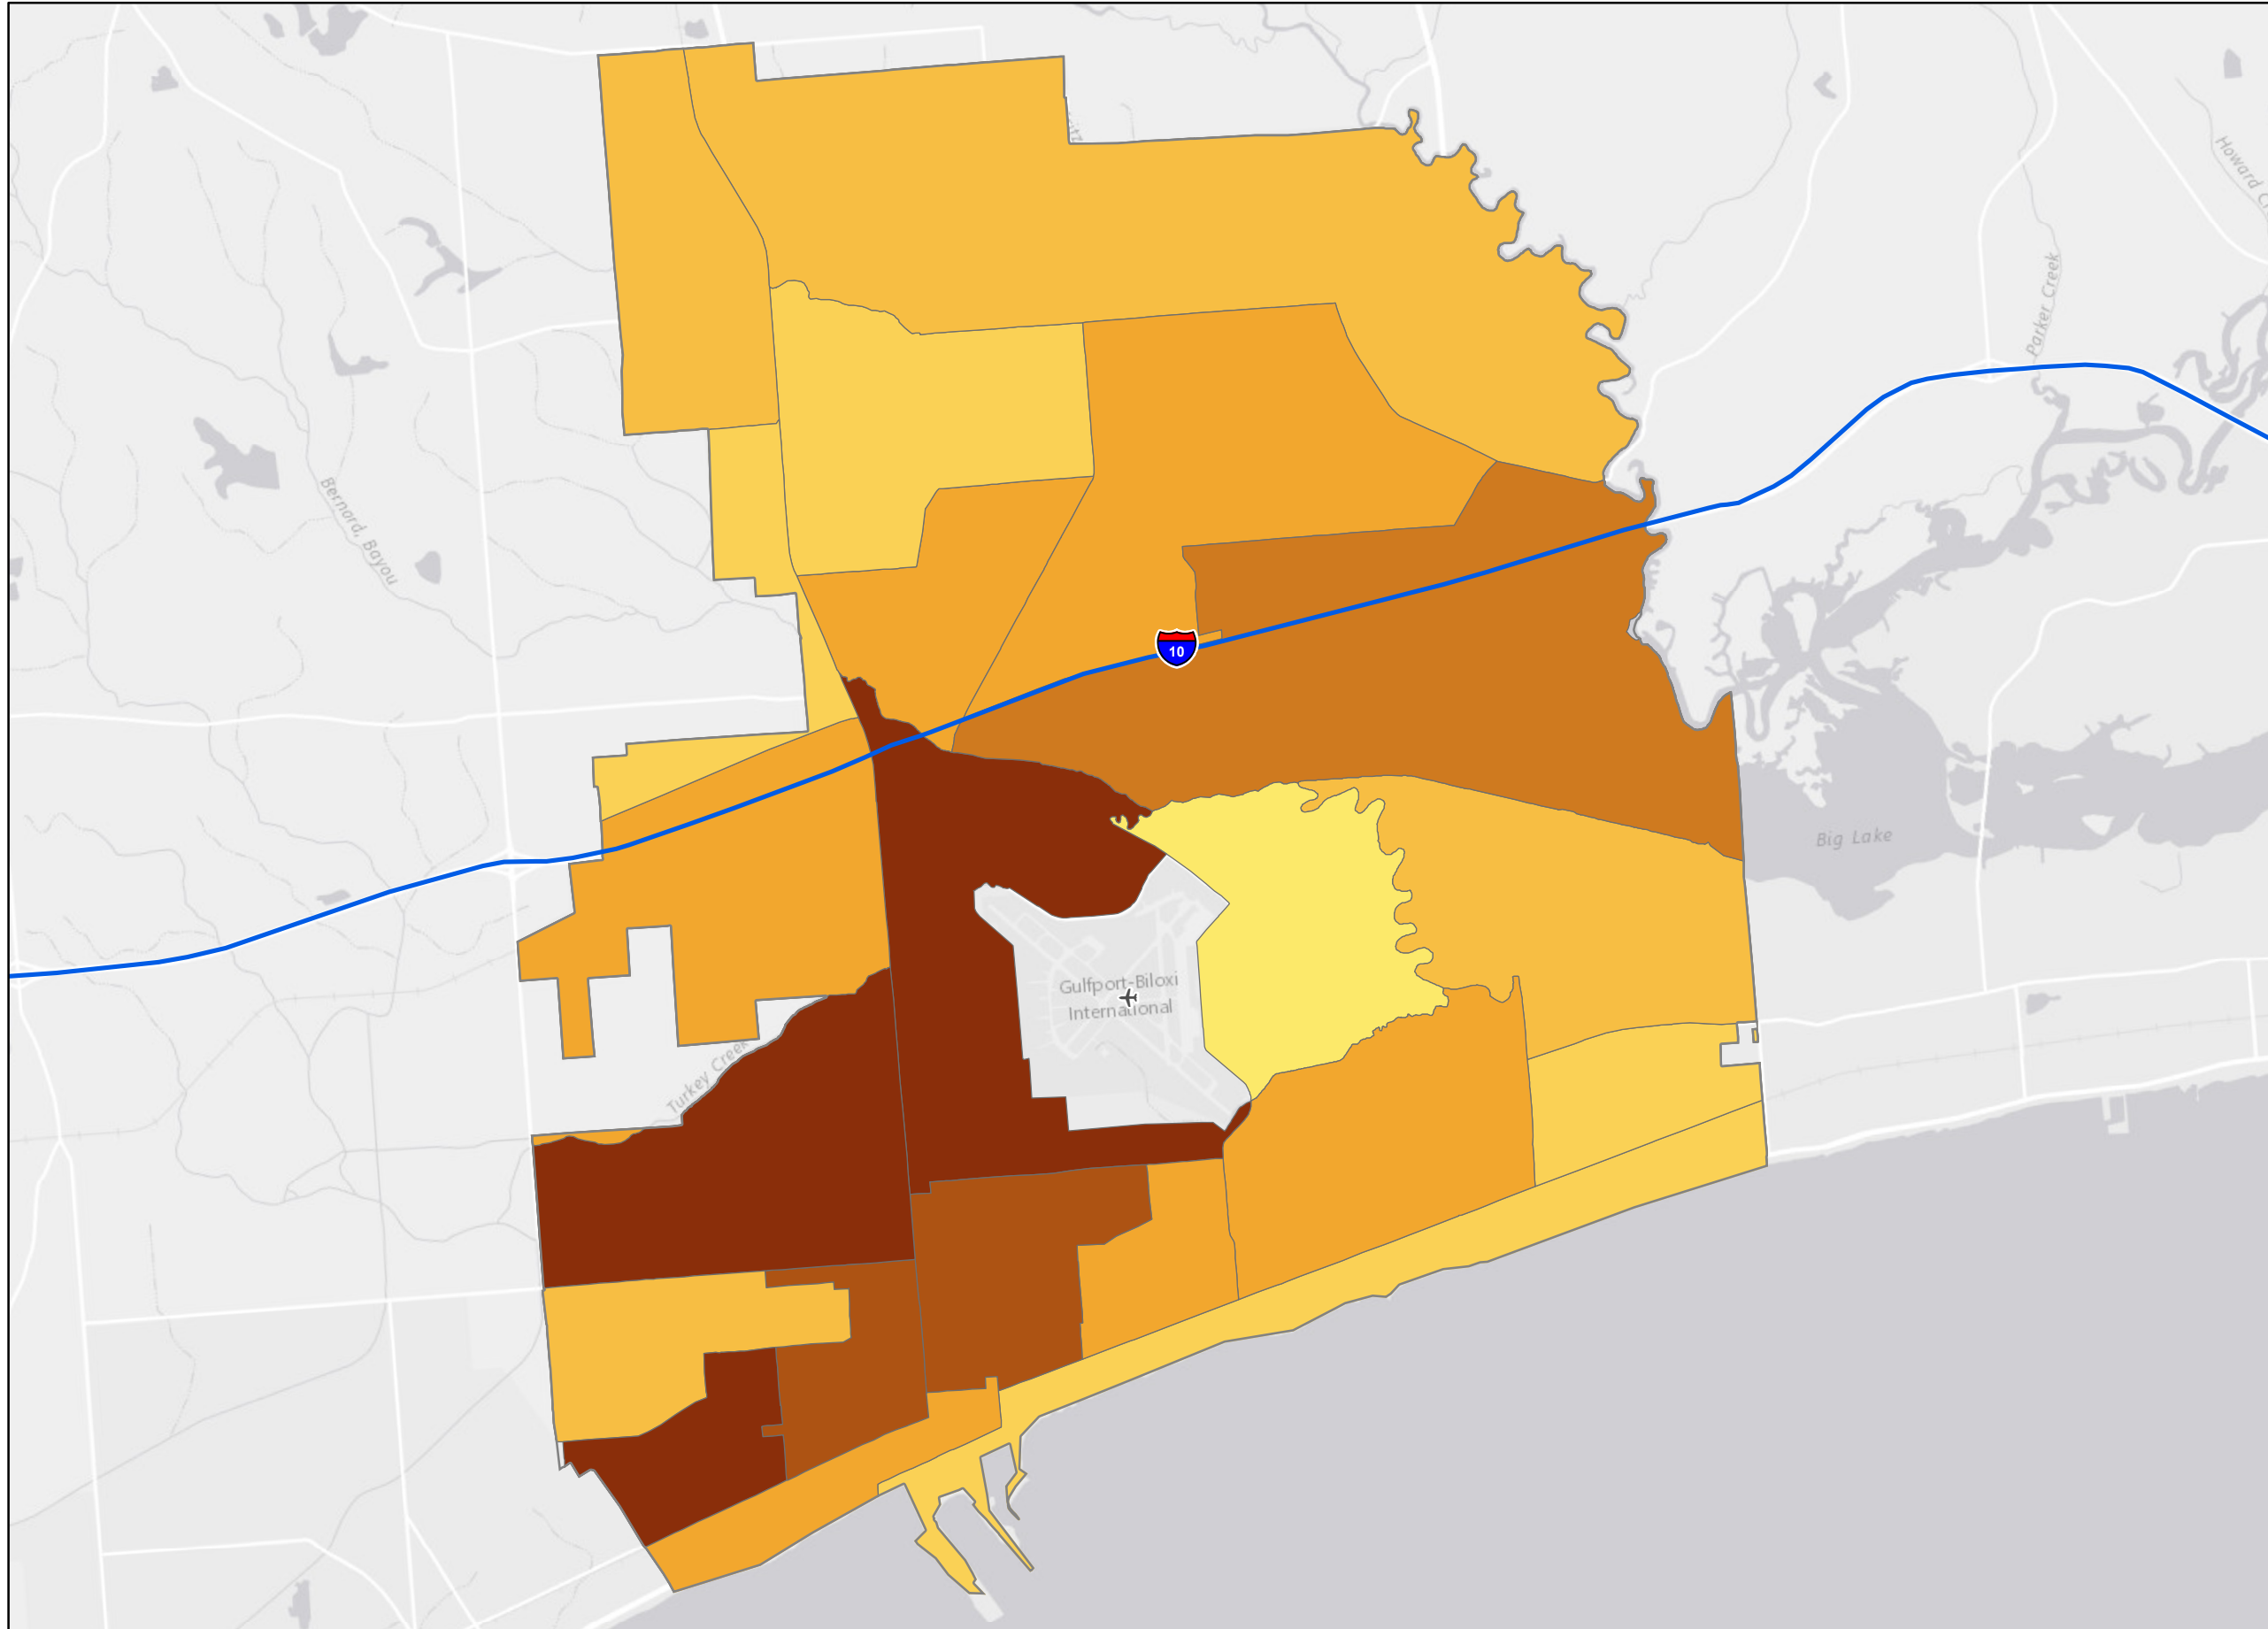 Howard C
Parker Creek
Bernard, Bayou
10
Big Lake
Gulfport-Biloxi
International
Turkey Creek